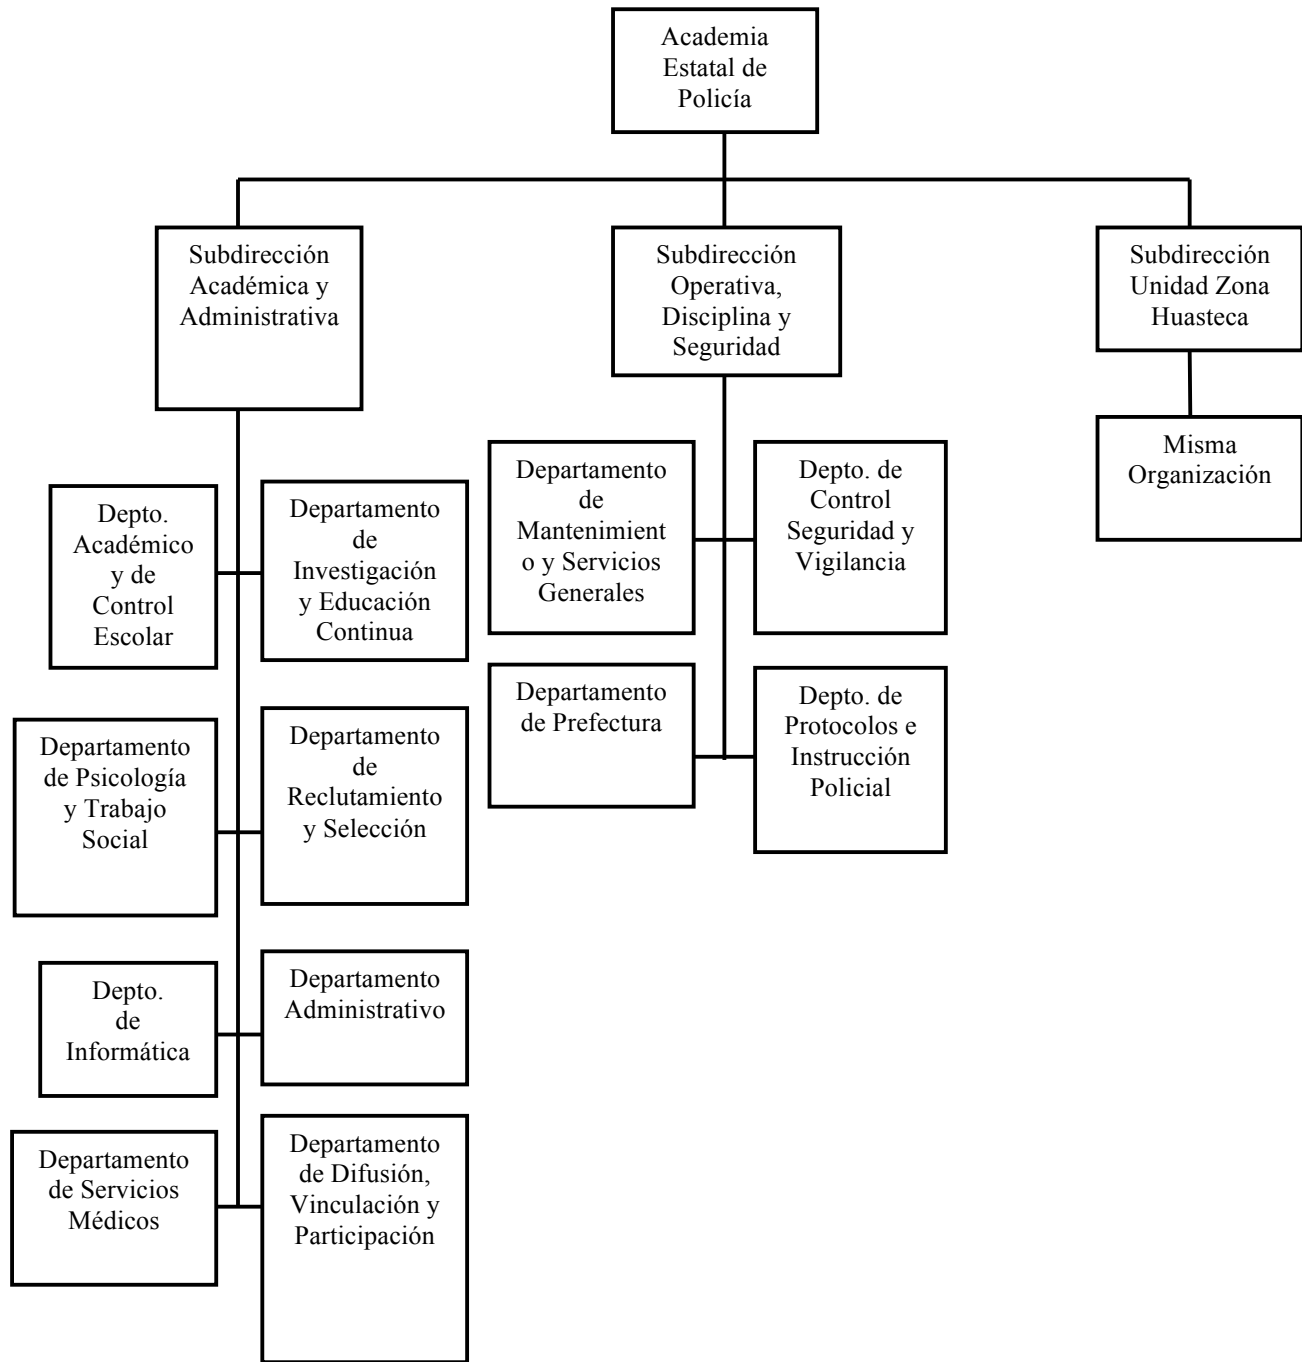 Academia
Estatal de
Policía
Subdirección
Académica y
Administrativa
Subdirección
Operativa,
Disciplina y
Seguridad
Subdirección
Unidad Zona
Huasteca
Misma
Organización
Depto.
Académico
y de
Control
Escolar
Departamento
de
Investigación
y Educación
Continua
Departamento
de
Mantenimient
o y Servicios
Generales
Depto. de
Control
Seguridad y
Vigilancia
Departamento
de Psicología
y Trabajo
Social
Departamento
de
Reclutamiento
y Selección
Departamento
de Prefectura
Depto. de
Protocolos e
Instrucción
Policial
Depto.
de
Informática
Departamento
Administrativo
Departamento
de Servicios
Médicos
Departamento
de Difusión,
Vinculación y
Participación